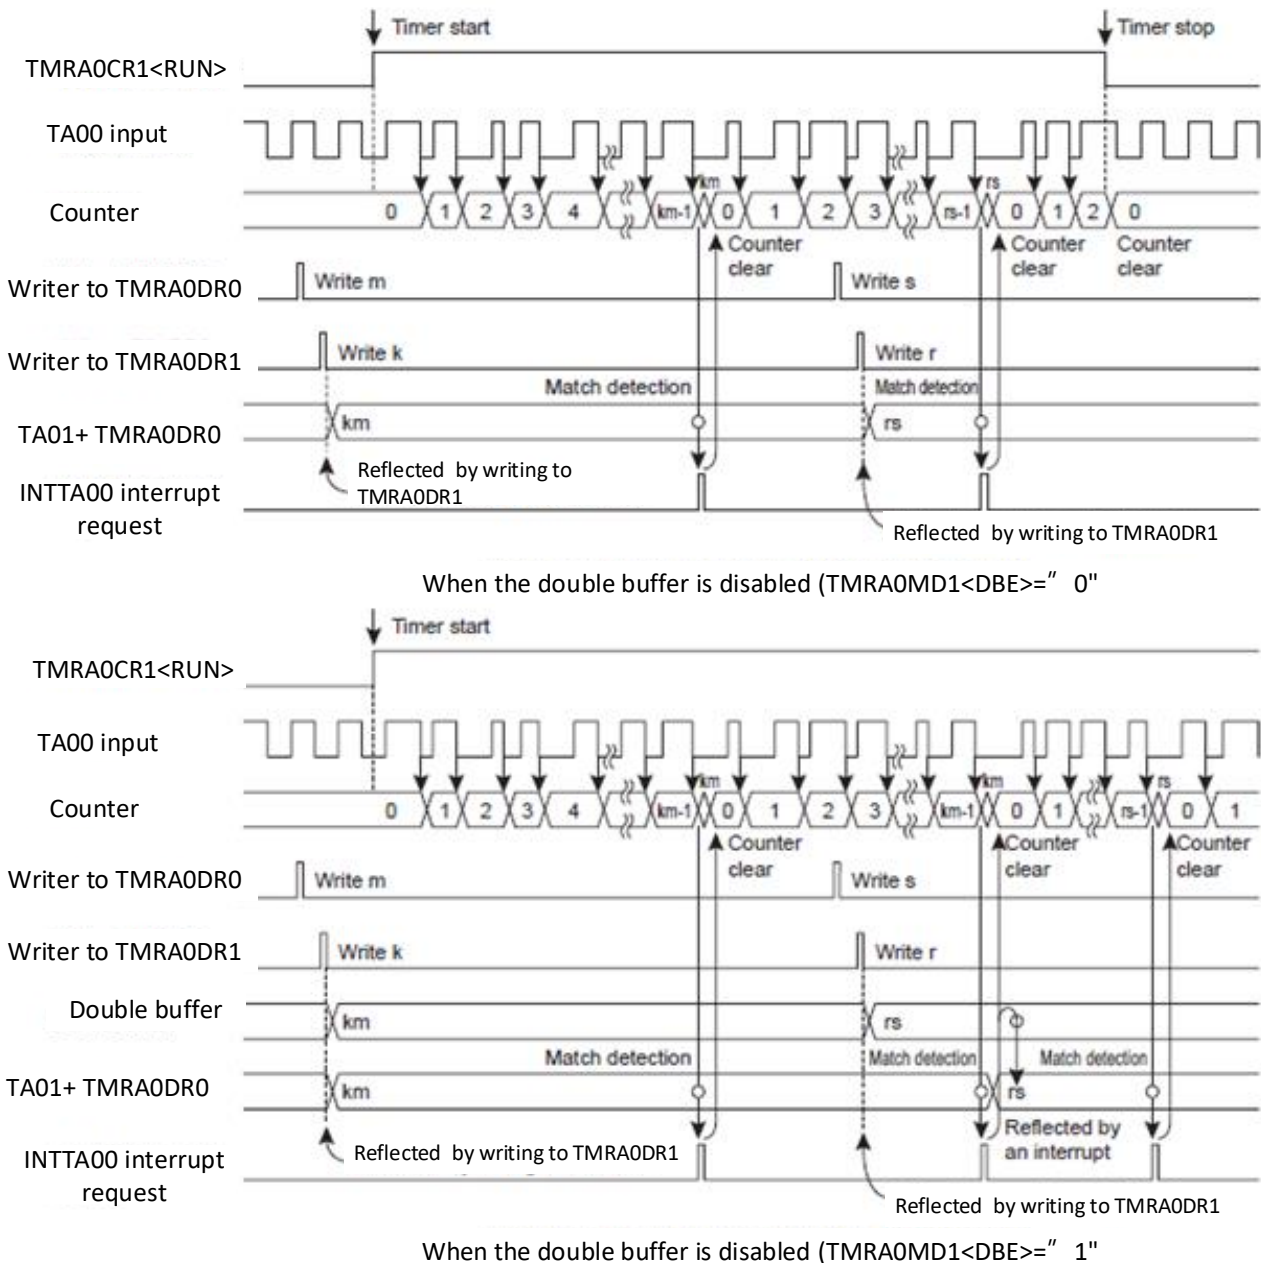 Timer start
Timer stop
TMRA0CR1<RUN>
TA00 input
km
rs
Counter
0 1 2 3 4 km-1 0 1 2 3 rs-1 0 1 2 0
Counter clear
Counter clear
Counter clear
Writer to TMRA0DR0
Write m
Write s
Writer to TMRA0DR1
Write k
Write r
Match detection
Match detection
TA01+ TMRA0DR0
km
rs
Reflected by writing to
TMRA0DR1
INTTA00 interrupt
request
Reflected by writing to TMRA0DR1
When the double buffer is disabled (TMRA0MD1<DBE>=” 0"
Timer start
TMRA0CR1<RUN>
TA00 input
km
km
rs
Counter
0 1 2 3 4 km-1 0 1 2 3 km-1 0 1 rs-1 0 1
Counter clear
Counter clear
Counter clear
Writer to TMRA0DR0
Write m
Write s
Writer to TMRA0DR1
Write k
Write r
Double buffer
km
rs
Match detection
Match detection
Match detection
TA01+ TMRA0DR0
km
rs
Reflected by
an interrupt
Reflected by writing to TMRA0DR1
INTTA00 interrupt
request
Reflected by writing to TMRA0DR1
When the double buffer is disabled (TMRA0MD1<DBE>=” 1"